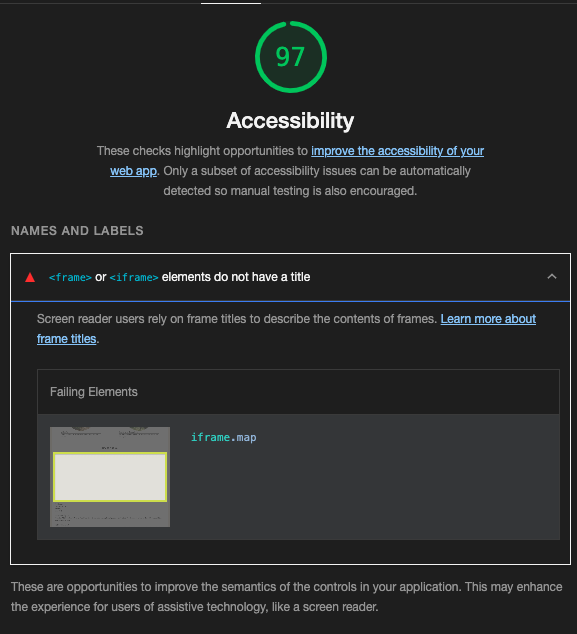 97
Accessibility
These checks highlight opportunities to improve the accessibility of your
web app. Only a subset of accessibility issues can be automatically
detected so manual testing is also encouraged.
NAMES AND LABELS
<frame> or <iframe> elements do not have a title
Screen reader users rely on frame titles to describe the contents of frames. Learn more about
frame titles.
Failing Elements
iframe.map
These are opportunities to improve the semantics of the controls in your application. This may enhance
the experience for users of assistive technology, like a screen reader.